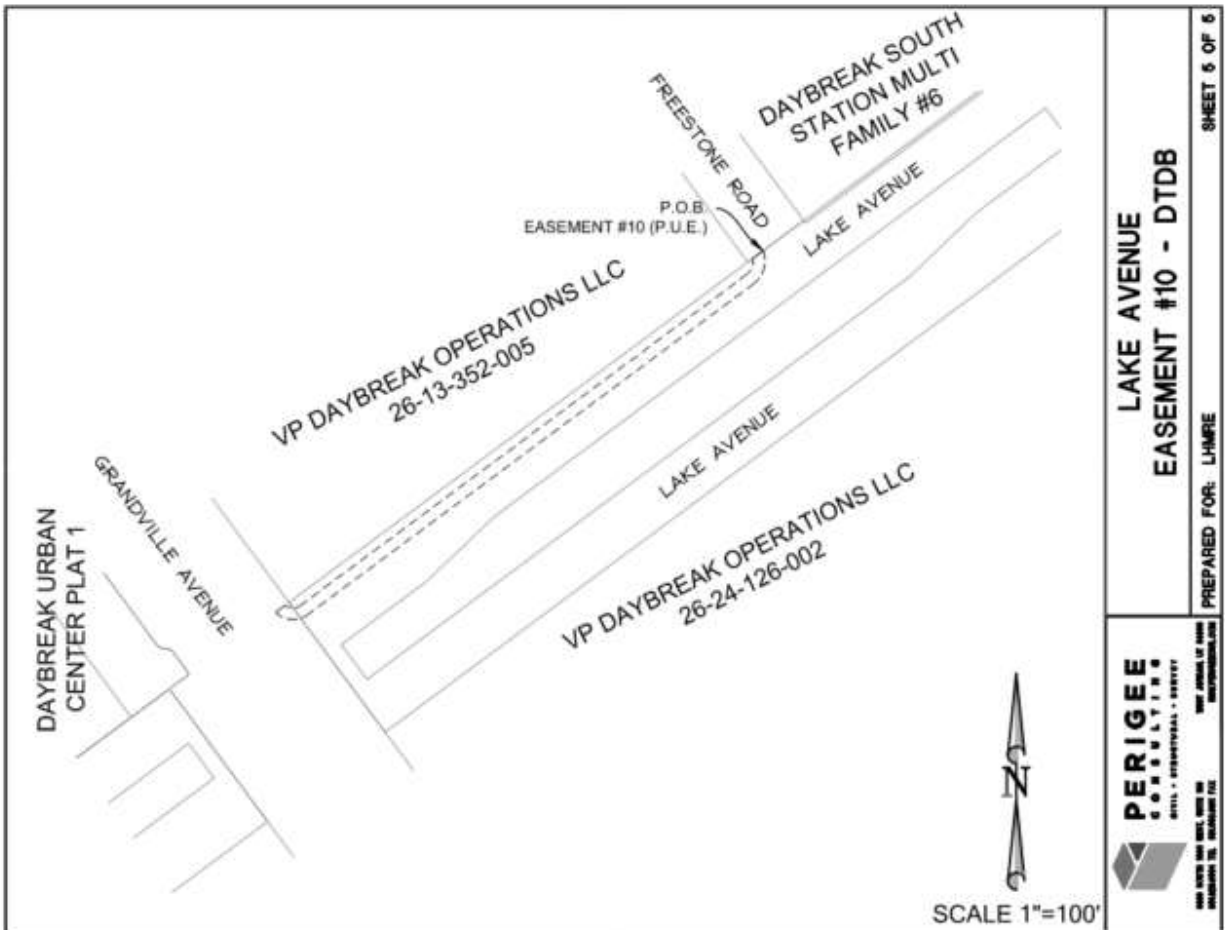 DAYBREAK SOUTH
STATION MULTI
FAMILY #6
FREESTONE ROAD
P.O.B.
EASEMENT #10 (P.U.E.)
LAKE AVENUE
VP DAYBREAK OPERATIONS LLC
26-13-352-005
GRANDVILLE AVENUE
DAYBREAK URBAN
CENTER PLAT 1
LAKE AVENUE
VP DAYBREAK OPERATIONS LLC
26-24-126-002
N
SCALE 1"=100'
LAKE AVENUE
EASEMENT #10 - DTDB
PREPARED FOR: LHMRE
SHEET 5 OF 5
PERIGEE
CONSULTING
CIVIL • STRUCTURAL • SURVEY